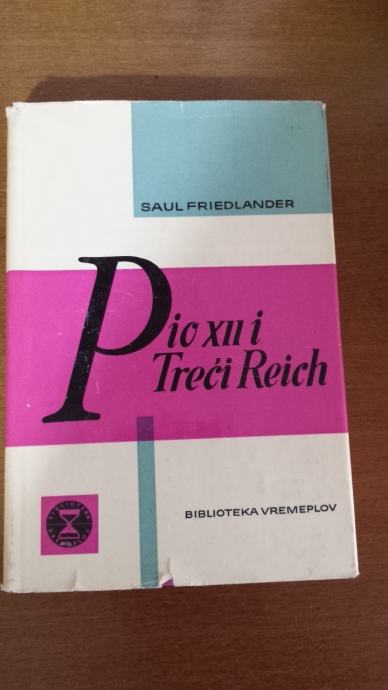 SAUL FRIEDLANDER
Pio XII i
Treći Reich
BIBLIOTEKA VREMEPLOV